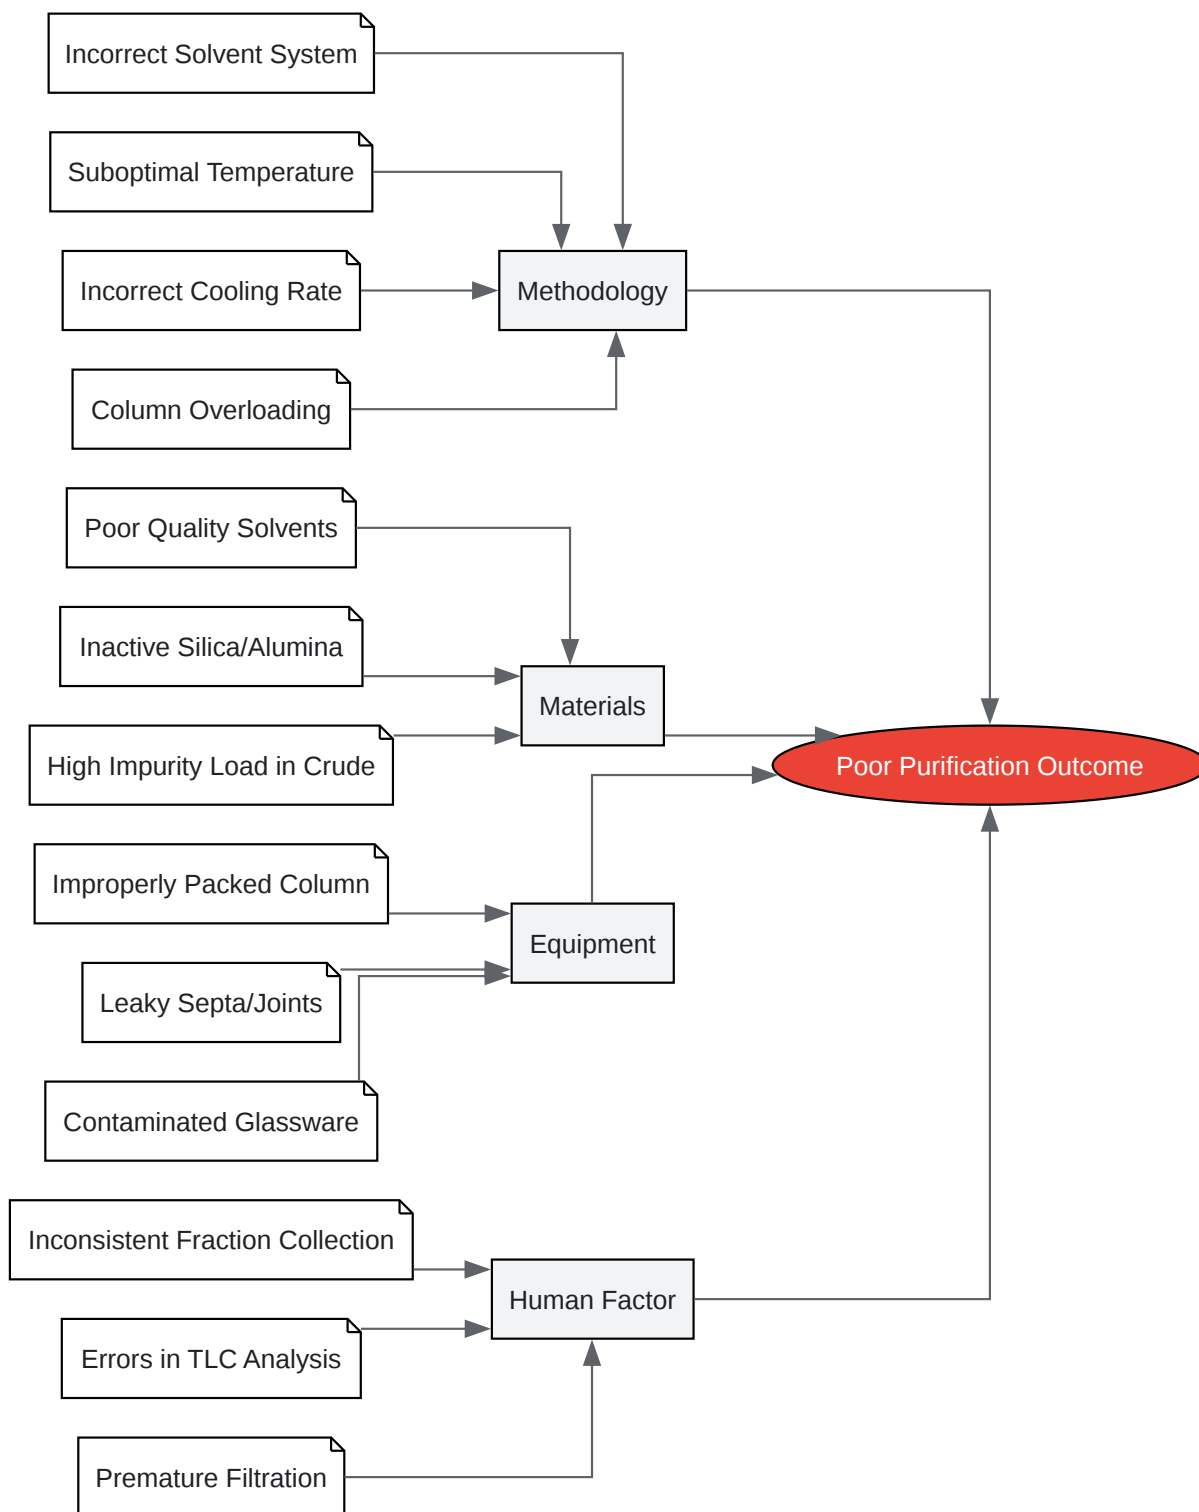 Incorrect Solvent System
Suboptimal Temperature
Incorrect Cooling Rate
Methodology
Column Overloading
Poor Quality Solvents
Inactive Silica/Alumina
Materials
High Impurity Load in Crude
Poor Purification Outcome
Improperly Packed Column
Equipment
Leaky Septa/Joints
Contaminated Glassware
Inconsistent Fraction Collection
Human Factor
Errors in TLC Analysis
Premature Filtration